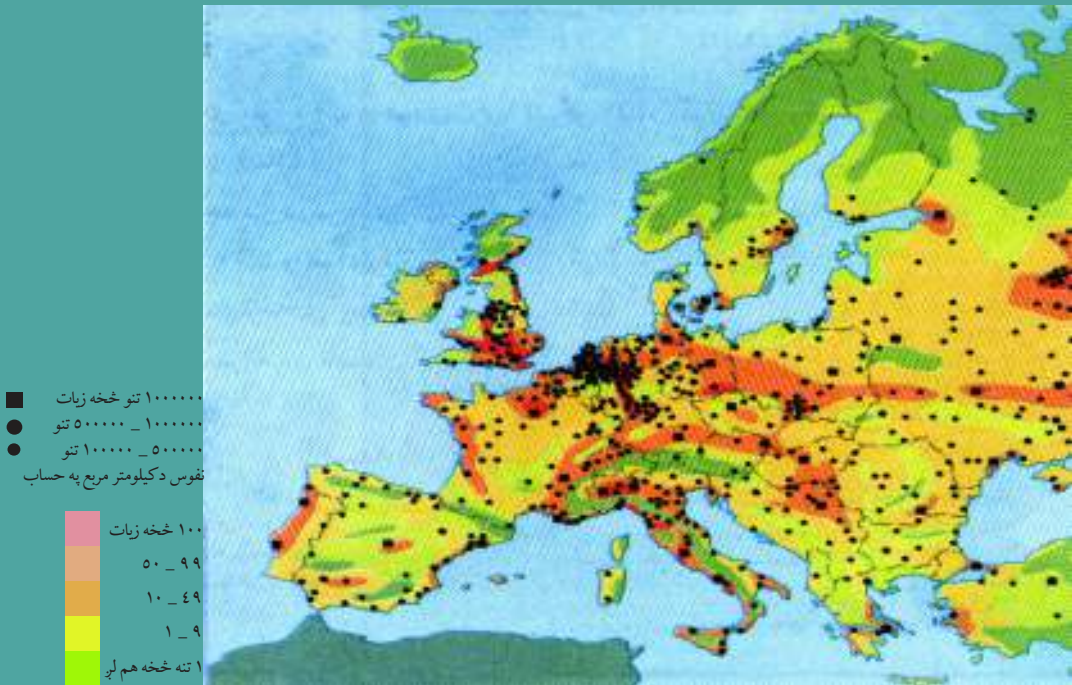 ۱۰۰۰۰۰۰ تنو څخه زیات
۱۰۰۰۰۰۰ _ ۵۰۰۰۰۰ تنو
۵۰۰۰۰۰ _ ۱۰۰۰۰۰ تنو
نفوس د کیلومتر مربع په حساب
۱۰۰ څخه زیات
۹۹ _ ۵۰
٤۹ _ ۱۰
۹ _ ۱
۱ تنه څخه هم لږ